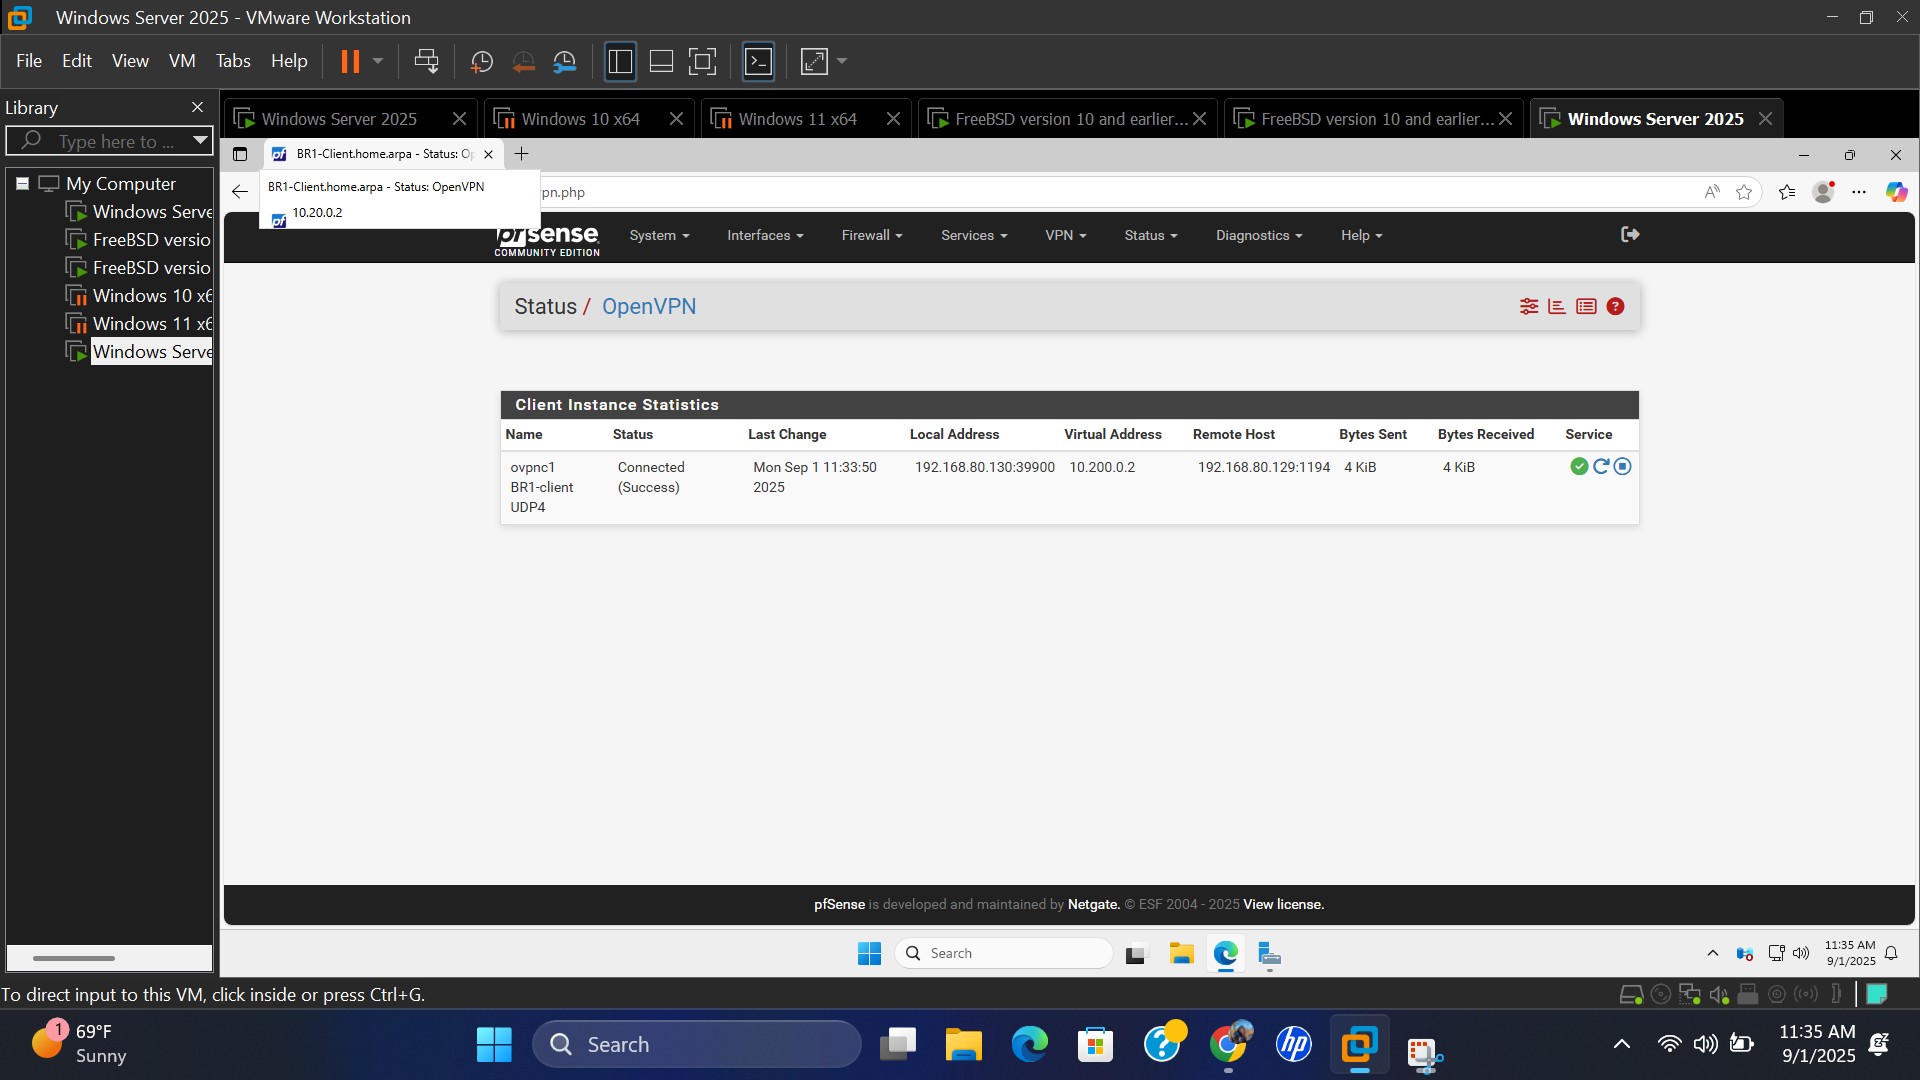 Windows Server 2025 - VMware Workstation
File Edit View VM Tabs Help
Library
Type here to ...
My Computer
Windows Serve
FreeBSD versio
FreeBSD versio
Windows 10 x6
Windows 11 x6
Windows Serve
Windows Server 2025
Windows 10 x64
Windows 11 x64
FreeBSD version 10 and earlier...
FreeBSD version 10 and earlier...
Windows Server 2025
BR1-Client.home.arpa - Status: Op
BR1-Client.home.arpa - Status: OpenVPN
10.20.0.2
pn.php
pfsense
COMMUNITY EDITION
System Interfaces Firewall Services VPN Status Diagnostics Help
Status / OpenVPN
Client Instance Statistics
Name Status Last Change Local Address Virtual Address Remote Host Bytes Sent Bytes Received Service
ovpnc1 Connected Mon Sep 1 11:33:50 192.168.80.130:39900 10.200.0.2 192.168.80.129:1194 4 KiB 4 KiB
BR1-client (Success) 2025
UDP4
pfSense is developed and maintained by Netgate. © ESF 2004 - 2025 View license.
Search
11:35 AM
9/1/2025
To direct input to this VM, click inside or press Ctrl+G.
1
69°F
Sunny
Search
hp
11:35 AM
9/1/2025